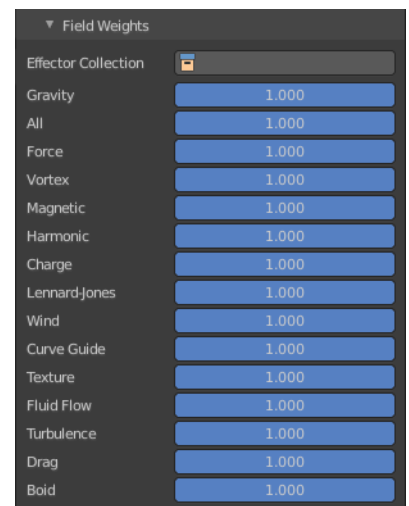 Field Weights
Effector Collection
Gravity 1.000
All 1.000
Force 1.000
Vortex 1.000
Magnetic 1.000
Harmonic 1.000
Charge 1.000
Lennard-Jones 1.000
Wind 1.000
Curve Guide 1.000
Texture 1.000
Fluid Flow 1.000
Turbulence 1.000
Drag 1.000
Boid 1.000